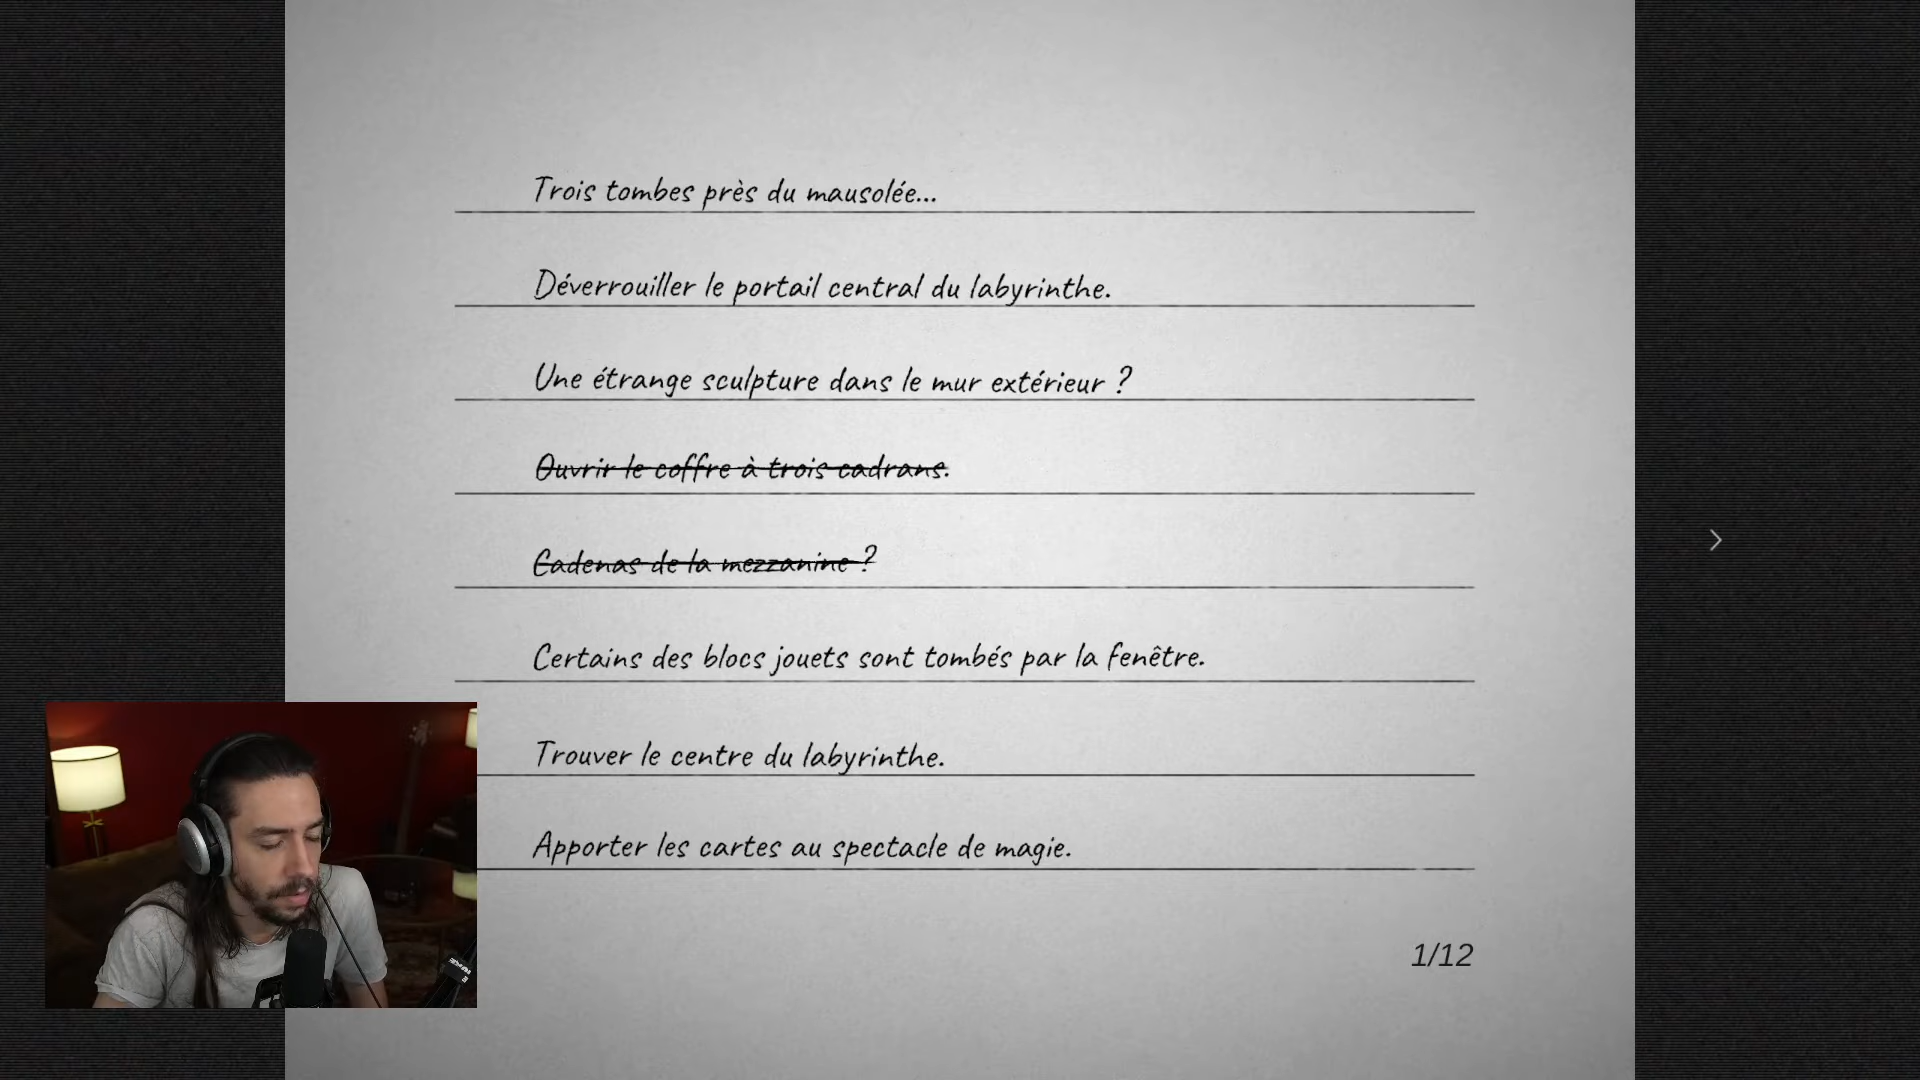 Trois tombes près du mausolée...
Déverrouiller le portail central du labyrinthe.
Une étrange sculpture dans le mur extérieur ?
Ouvrir le coffre à trois cadrans.
Cadenas de la mezzanine ?
Certains des blocs jouets sont tombés par la fenêtre.
Trouver le centre du labyrinthe.
Apporter les cartes au spectacle de magie.
1/12